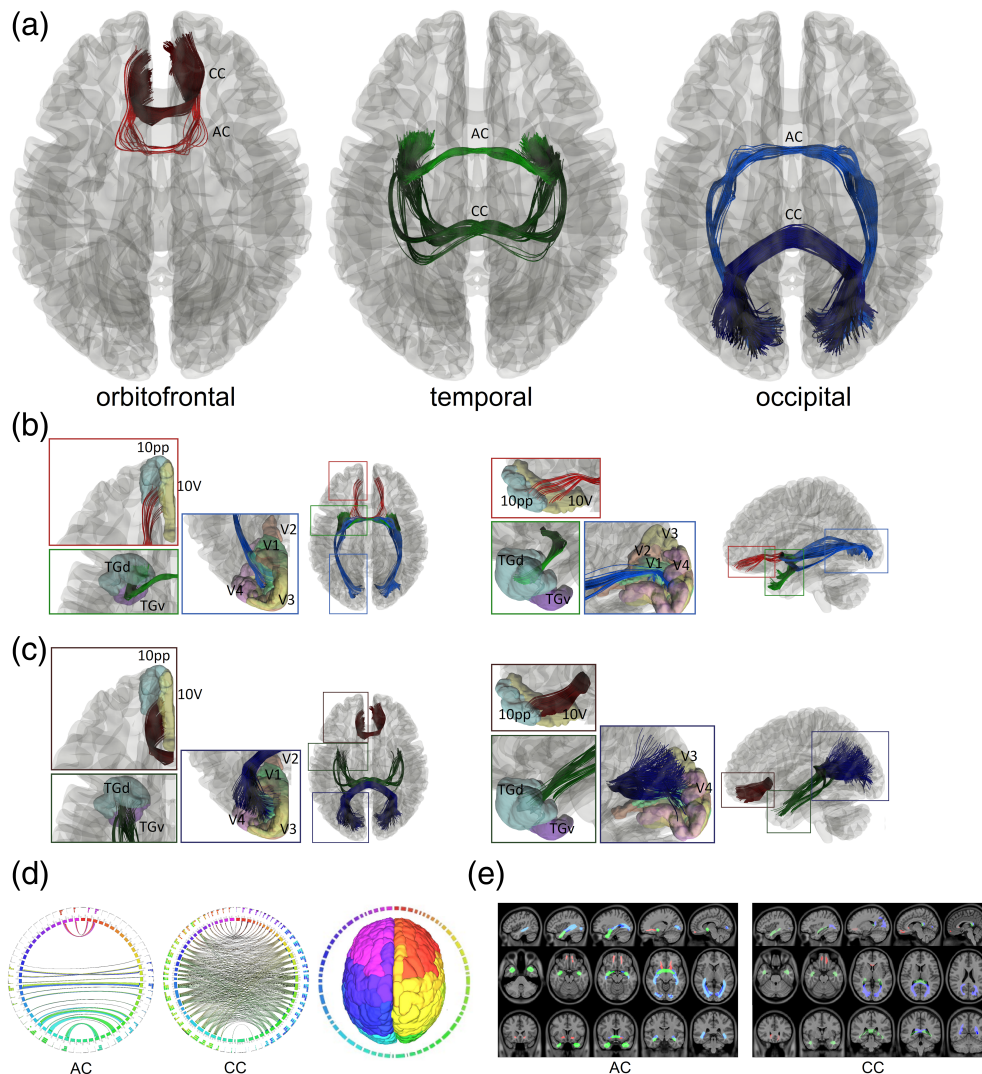 (a)
CC
AC
AC
CC
AC
CC
orbitofrontal temporal occipital
(b)
10pp
10V
V2
V1
V4
V3
TGd
TGv
10pp
10V
TGd
TGv
V3
V2
V1
V4
(c)
10pp
10V
V2
V1
V4
V3
TGd
TGv
10pp
10V
TGd
TGv
V3
V4
(d)
AC CC
(e)
AC CC